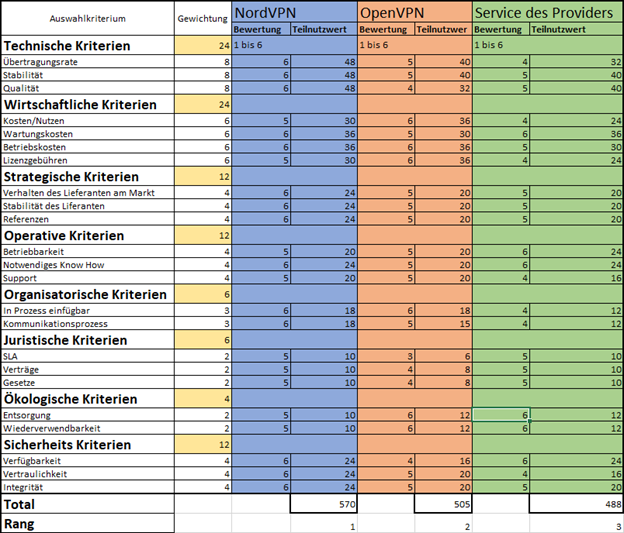 Auswahlkriterium Gewichtung NordVPN OpenVPN Service des Providers
Bewertung Teilnutzwert Bewertung Teilnutzwer Bewertung Teilnutzwert
Technische Kriterien 24 1 bis 6 1 bis 6 1 bis 6
Übertragungsrate 8 6 48 5 40 4 32
Stabilität 8 6 48 5 40 5 40
Qualität 8 6 48 4 32 5 40
Wirtschaftliche Kriterien 24
Kosten/Nutzen 6 5 30 6 36 4 24
Wartungskosten 6 6 36 5 30 6 36
Betriebskosten 6 6 36 6 36 5 30
Lizenzgebühren 6 5 30 6 36 4 24
Strategische Kriterien 12
Verhalten des Lieferanten am Markt 4 6 24 5 20 5 20
Stabilität des Liferanten 4 6 24 5 20 5 20
Referenzen 4 6 24 5 20 5 20
Operative Kriterien 12
Betriebbarkeit 4 5 20 5 20 6 24
Notwendiges Know How 4 6 24 5 20 6 24
Support 4 5 20 5 20 4 16
Organisatorische Kriterien 6
In Prozess einfügbar 3 6 18 6 18 4 12
Kommunikationsprozess 3 6 18 5 15 4 12
Juristische Kriterien 6
SLA 2 5 10 3 6 5 10
Verträge 2 5 10 4 8 5 10
Gesetze 2 5 10 4 8 5 10
Ökologische Kriterien 4
Entsorgung 2 5 10 6 12 6 12
Wiederverwendbarkeit 2 5 10 6 12 6 12
Sicherheits Kriterien 12
Verfügbarkeit 4 6 24 4 16 6 24
Vertraulichkeit 4 6 24 5 20 4 16
Integrität 4 6 24 5 20 5 20
Total 570 505 488
Rang 1 2 3